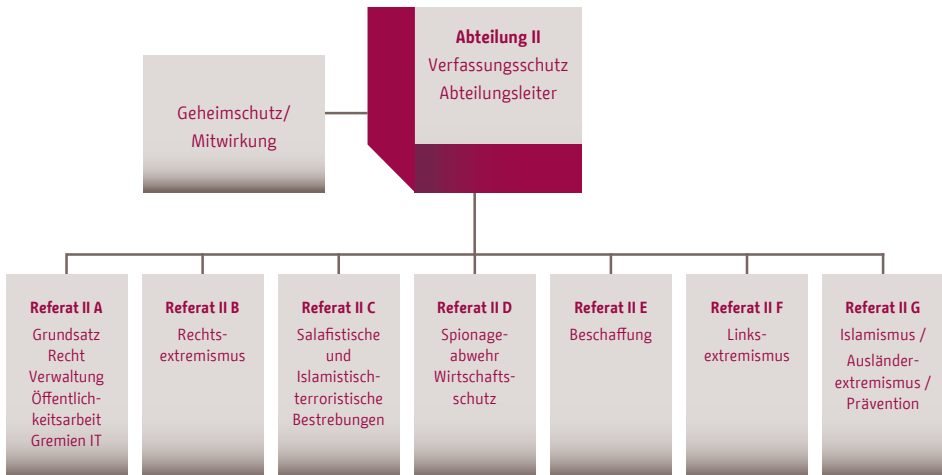 Abteilung II
Verfassungsschutz
Abteilungsleiter
Geheimschutz/
Mitwirkung
Referat II A
Grundsatz
Recht
Verwaltung
Öffentlich-
keitsarbeit
Gremien IT
Referat II B
Rechts-
extremismus
Referat II C
Salafistische
und
Islamistisch-
terroristische
Bestrebungen
Referat II D
Spionage-
abwehr
Wirtschafts-
schutz
Referat II E
Beschaffung
Referat II F
Links-
extremismus
Referat II G
Islamismus /
Ausländer-
extremismus /
Prävention